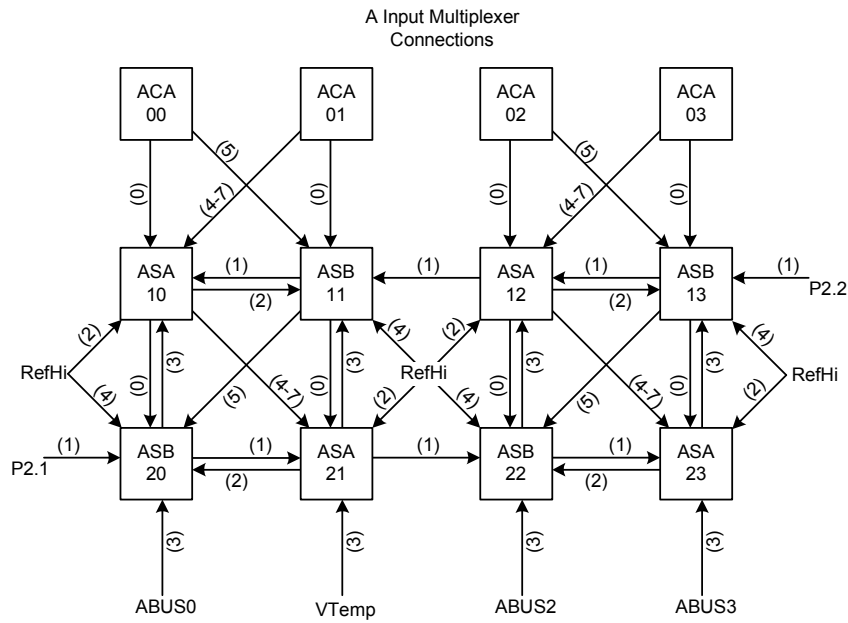 A Input Multiplexer
Connections
ACA
00
ACA
01
ACA
02
ACA
03
(5)
(5)
(0)
(4-7)
(0)
(0)
(4-7)
(0)
ASA
10
(1)
(2)
ASB
11
(1)
ASA
12
(1)
(2)
ASB
13
(1)
P2.2
(2)
RefHi
(4)
(0)
(3)
(5)
(4-7)
(0)
(3)
(4)
(2)
RefHi
(2)
(4)
(0)
(3)
(5)
(4-7)
(0)
(3)
(4)
RefHi
(2)
P2.1
(1)
ASB
20
(1)
(2)
ASA
21
(1)
ASB
22
(1)
(2)
ASA
23
(3)
(3)
(3)
(3)
ABUS0
VTemp
ABUS2
ABUS3